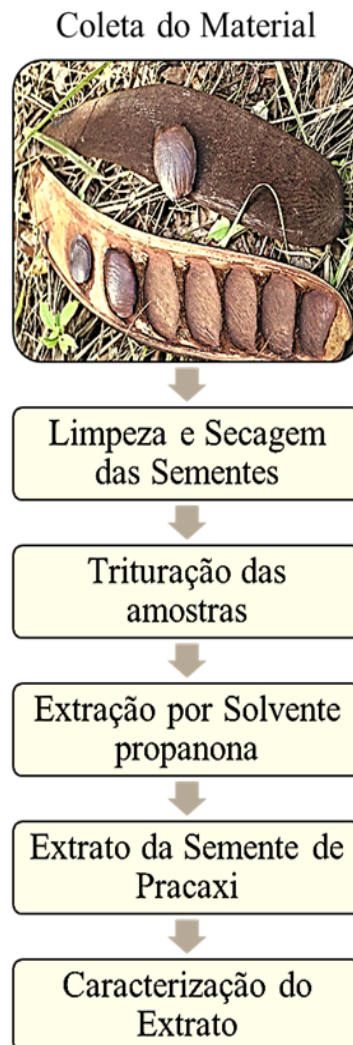 Coleta do Material
Limpeza e Secagem
das Sementes
Trituração das
amostras
Extração por Solvente
propanona
Extrato da Semente de
Pracaxi
Caracterização do
Extrato